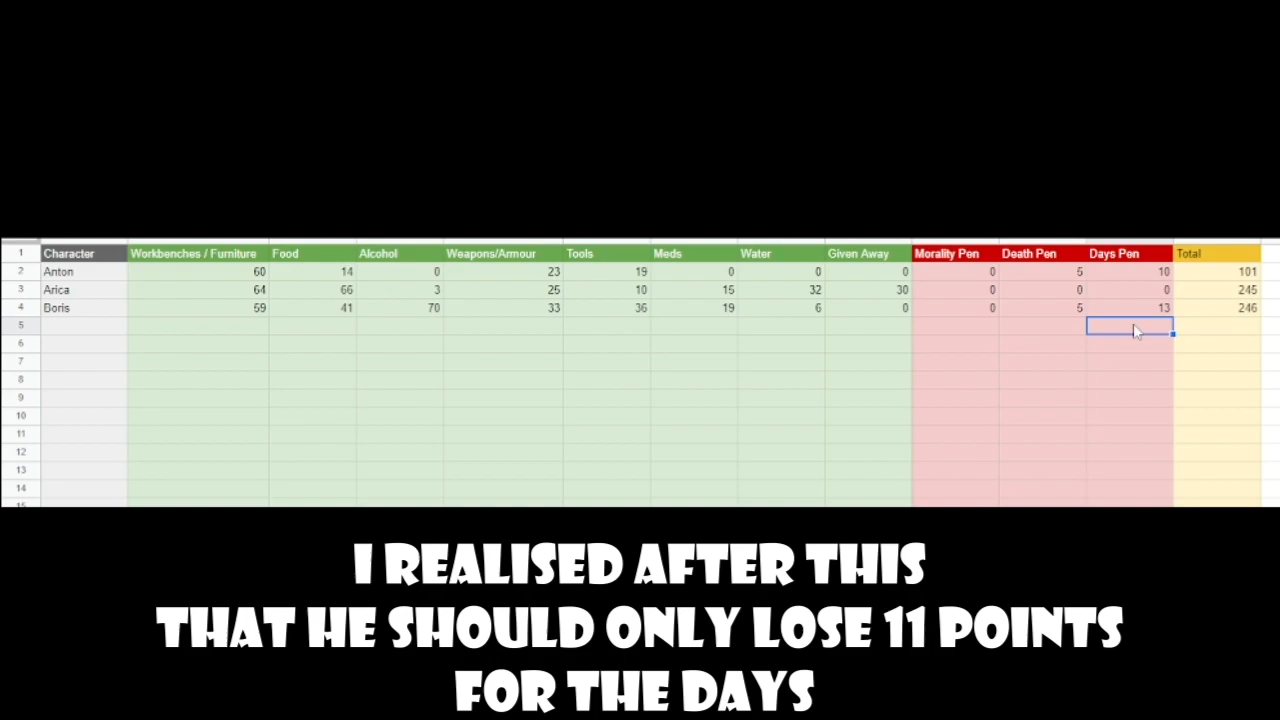 1 Character Workbenches / Furniture Food Alcohol Weapons/Armour Tools Meds Water Given Away Morality Pen Death Pen Days Pen Total
2 Anton 60 14 0 23 19 0 0 0 0 5 10 101
3 Arica 64 66 3 25 10 15 32 30 0 0 0 245
4 Boris 59 41 70 33 36 19 6 0 0 5 13 246
5
6
7
8
9
10
11
12
13
14
15
I REALISED AFTER THIS
THAT HE SHOULD ONLY LOSE 11 POINTS
FOR THE DAYS